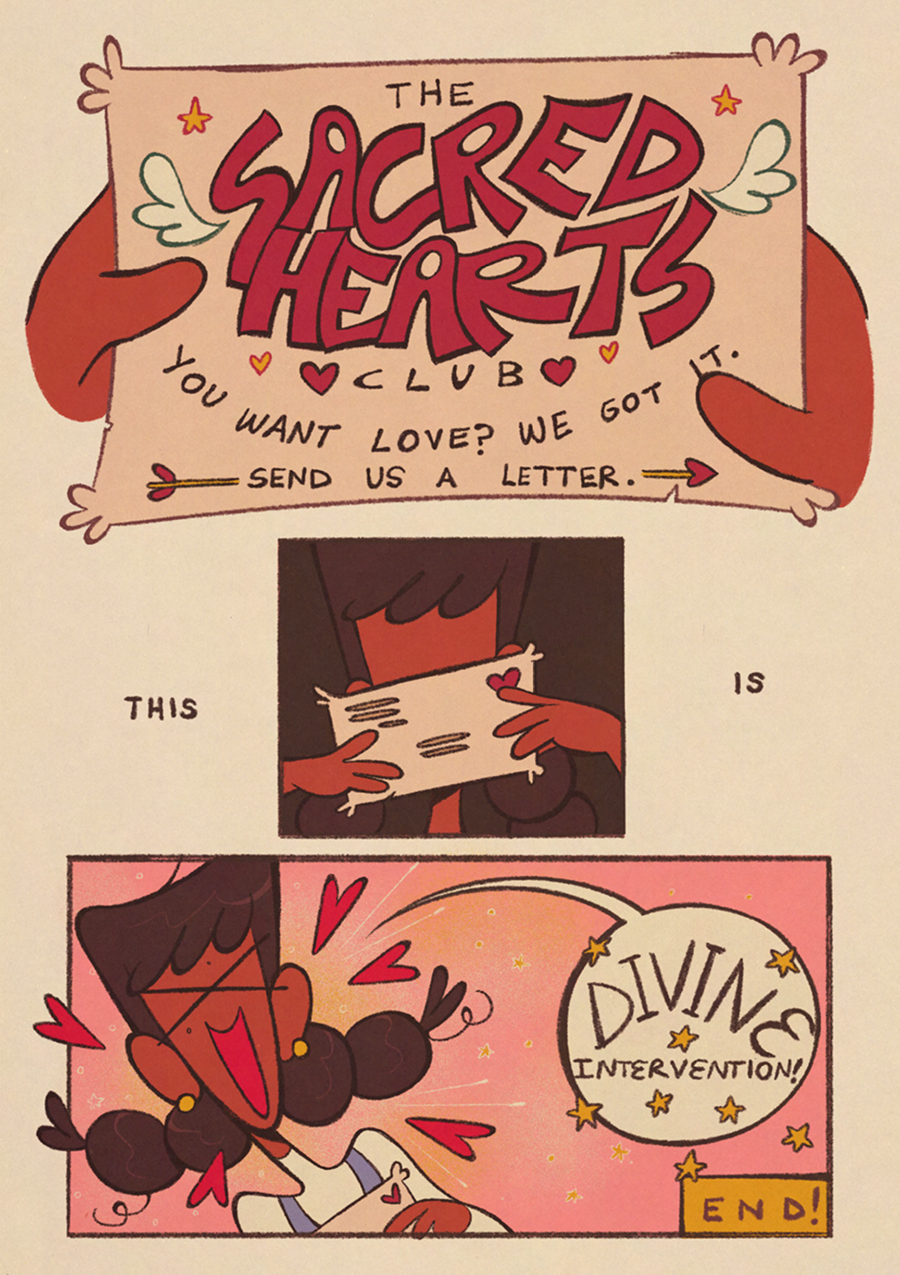 THE
SACRED
HEARTS
CLUB
YOU WANT LOVE? WE GOT IT.
SEND US A LETTER.
THIS
IS
DIVINE
INTERVENTION!
END!